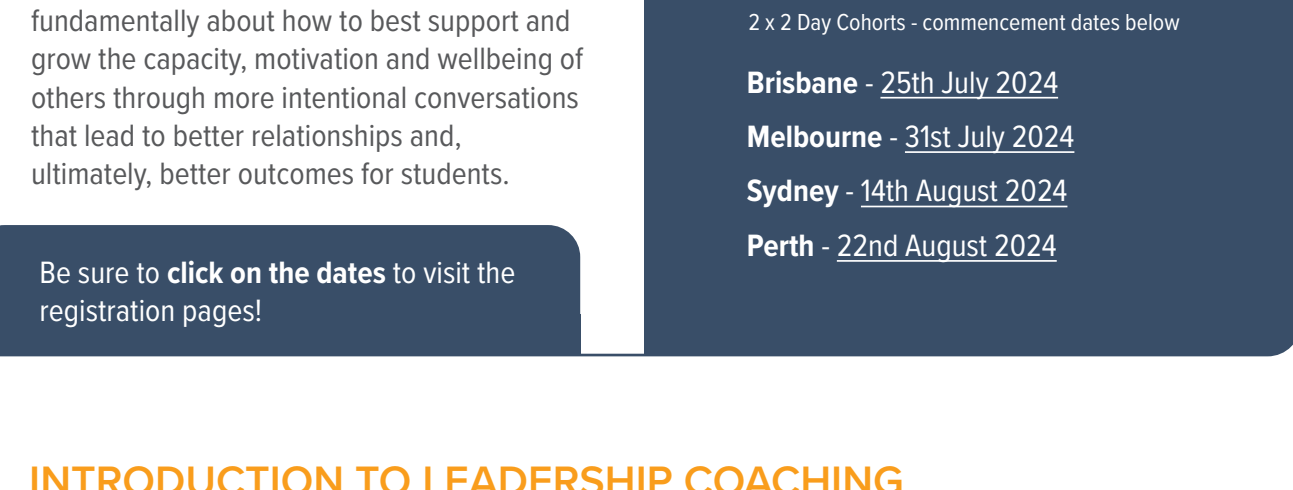 fundamentally about how to best support and
grow the capacity, motivation and wellbeing of
others through more intentional conversations
that lead to better relationships and,
ultimately, better outcomes for students.
Be sure to click on the dates to visit the
registration pages!
2 x 2 Day Cohorts - commencement dates below
Brisbane - 25th July 2024
Melbourne - 31st July 2024
Sydney - 14th August 2024
Perth - 22nd August 2024
INTRODUCTION TO LEADERSHIP COACHING